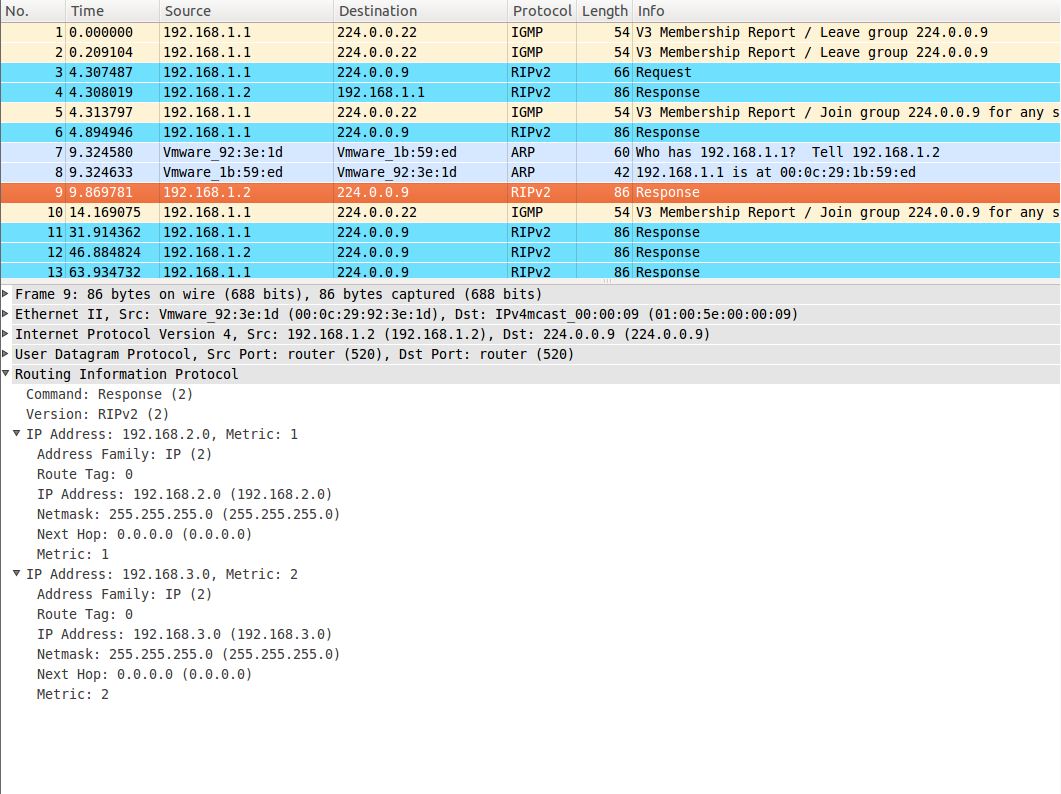 No. Time Source Destination Protocol Length Info
1 0.000000 192.168.1.1 224.0.0.22 IGMP 54 V3 Membership Report / Leave group 224.0.0.9
2 0.209104 192.168.1.1 224.0.0.22 IGMP 54 V3 Membership Report / Leave group 224.0.0.9
3 4.307487 192.168.1.1 224.0.0.9 RIPv2 66 Request
4 4.308019 192.168.1.2 192.168.1.1 RIPv2 86 Response
5 4.313797 192.168.1.1 224.0.0.22 IGMP 54 V3 Membership Report / Join group 224.0.0.9 for any s
6 4.894946 192.168.1.1 224.0.0.9 RIPv2 86 Response
7 9.324580 Vmware_92:3e:1d Vmware_1b:59:ed ARP 60 Who has 192.168.1.1? Tell 192.168.1.2
8 9.324633 Vmware_1b:59:ed Vmware_92:3e:1d ARP 42 192.168.1.1 is at 00:0c:29:1b:59:ed
9 9.869781 192.168.1.2 224.0.0.9 RIPv2 86 Response
10 14.169075 192.168.1.1 224.0.0.22 IGMP 54 V3 Membership Report / Join group 224.0.0.9 for any s
11 31.914362 192.168.1.1 224.0.0.9 RIPv2 86 Response
12 46.884824 192.168.1.2 224.0.0.9 RIPv2 86 Response
13 63.934732 192.168.1.1 224.0.0.9 RIPv2 86 Response
Frame 9: 86 bytes on wire (688 bits), 86 bytes captured (688 bits)
Ethernet II, Src: Vmware_92:3e:1d (00:0c:29:92:3e:1d), Dst: IPv4mcast_00:00:09 (01:00:5e:00:00:09)
Internet Protocol Version 4, Src: 192.168.1.2 (192.168.1.2), Dst: 224.0.0.9 (224.0.0.9)
User Datagram Protocol, Src Port: router (520), Dst Port: router (520)
Routing Information Protocol
Command: Response (2)
Version: RIPv2 (2)
IP Address: 192.168.2.0, Metric: 1
Address Family: IP (2)
Route Tag: 0
IP Address: 192.168.2.0 (192.168.2.0)
Netmask: 255.255.255.0 (255.255.255.0)
Next Hop: 0.0.0.0 (0.0.0.0)
Metric: 1
IP Address: 192.168.3.0, Metric: 2
Address Family: IP (2)
Route Tag: 0
IP Address: 192.168.3.0 (192.168.3.0)
Netmask: 255.255.255.0 (255.255.255.0)
Next Hop: 0.0.0.0 (0.0.0.0)
Metric: 2